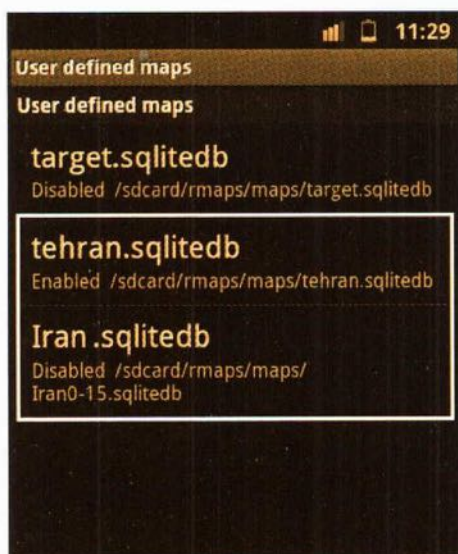 11:29
User defined maps
User defined maps
target.sqlitedb
Disabled /sdcard/rmaps/maps/target.sqlitedb
tehran.sqlitedb
Enabled /sdcard/rmaps/maps/tehran.sqlitedb
Iran .sqlitedb
Disabled /sdcard/rmaps/maps/
Iran0-15.sqlitedb